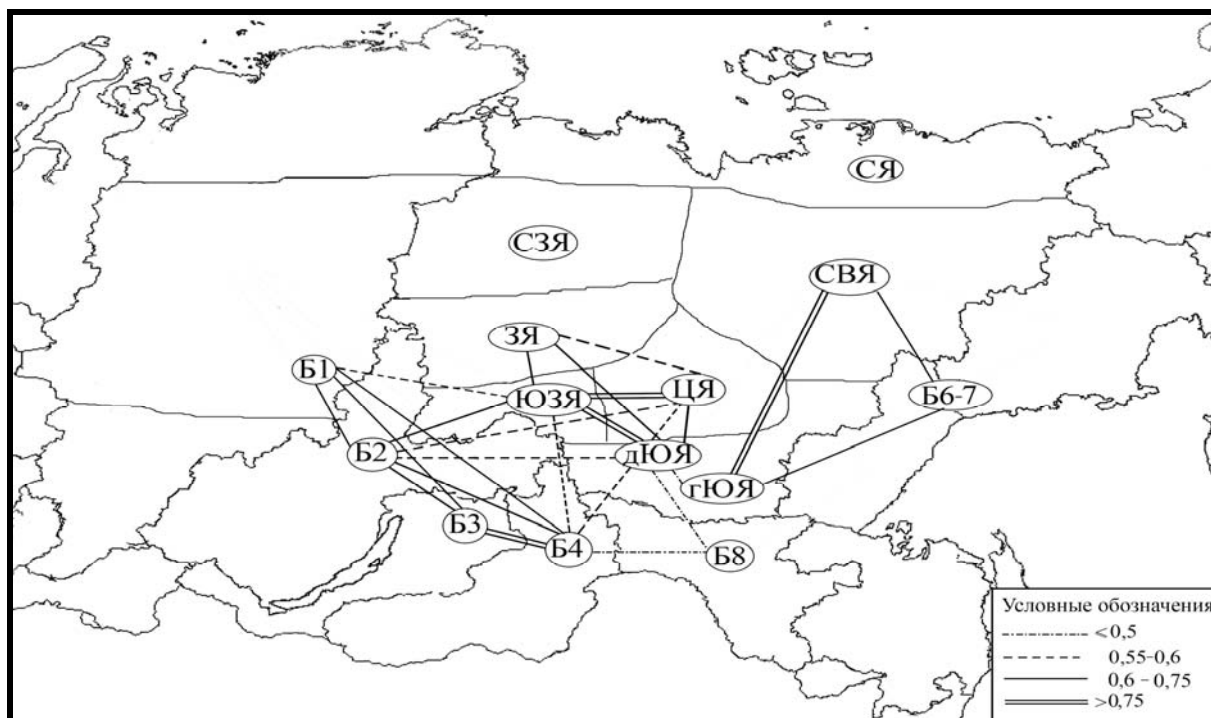 СЯ
СЗЯ
СВЯ
ЗЯ
Б1
ЮЗЯ
ЦЯ
Б6-7
Б2
дЮЯ
гЮЯ
Б3
Б4
Б8
Условные обозначения
<0,5
0,55-0,6
0,6 – 0,75
>0,75